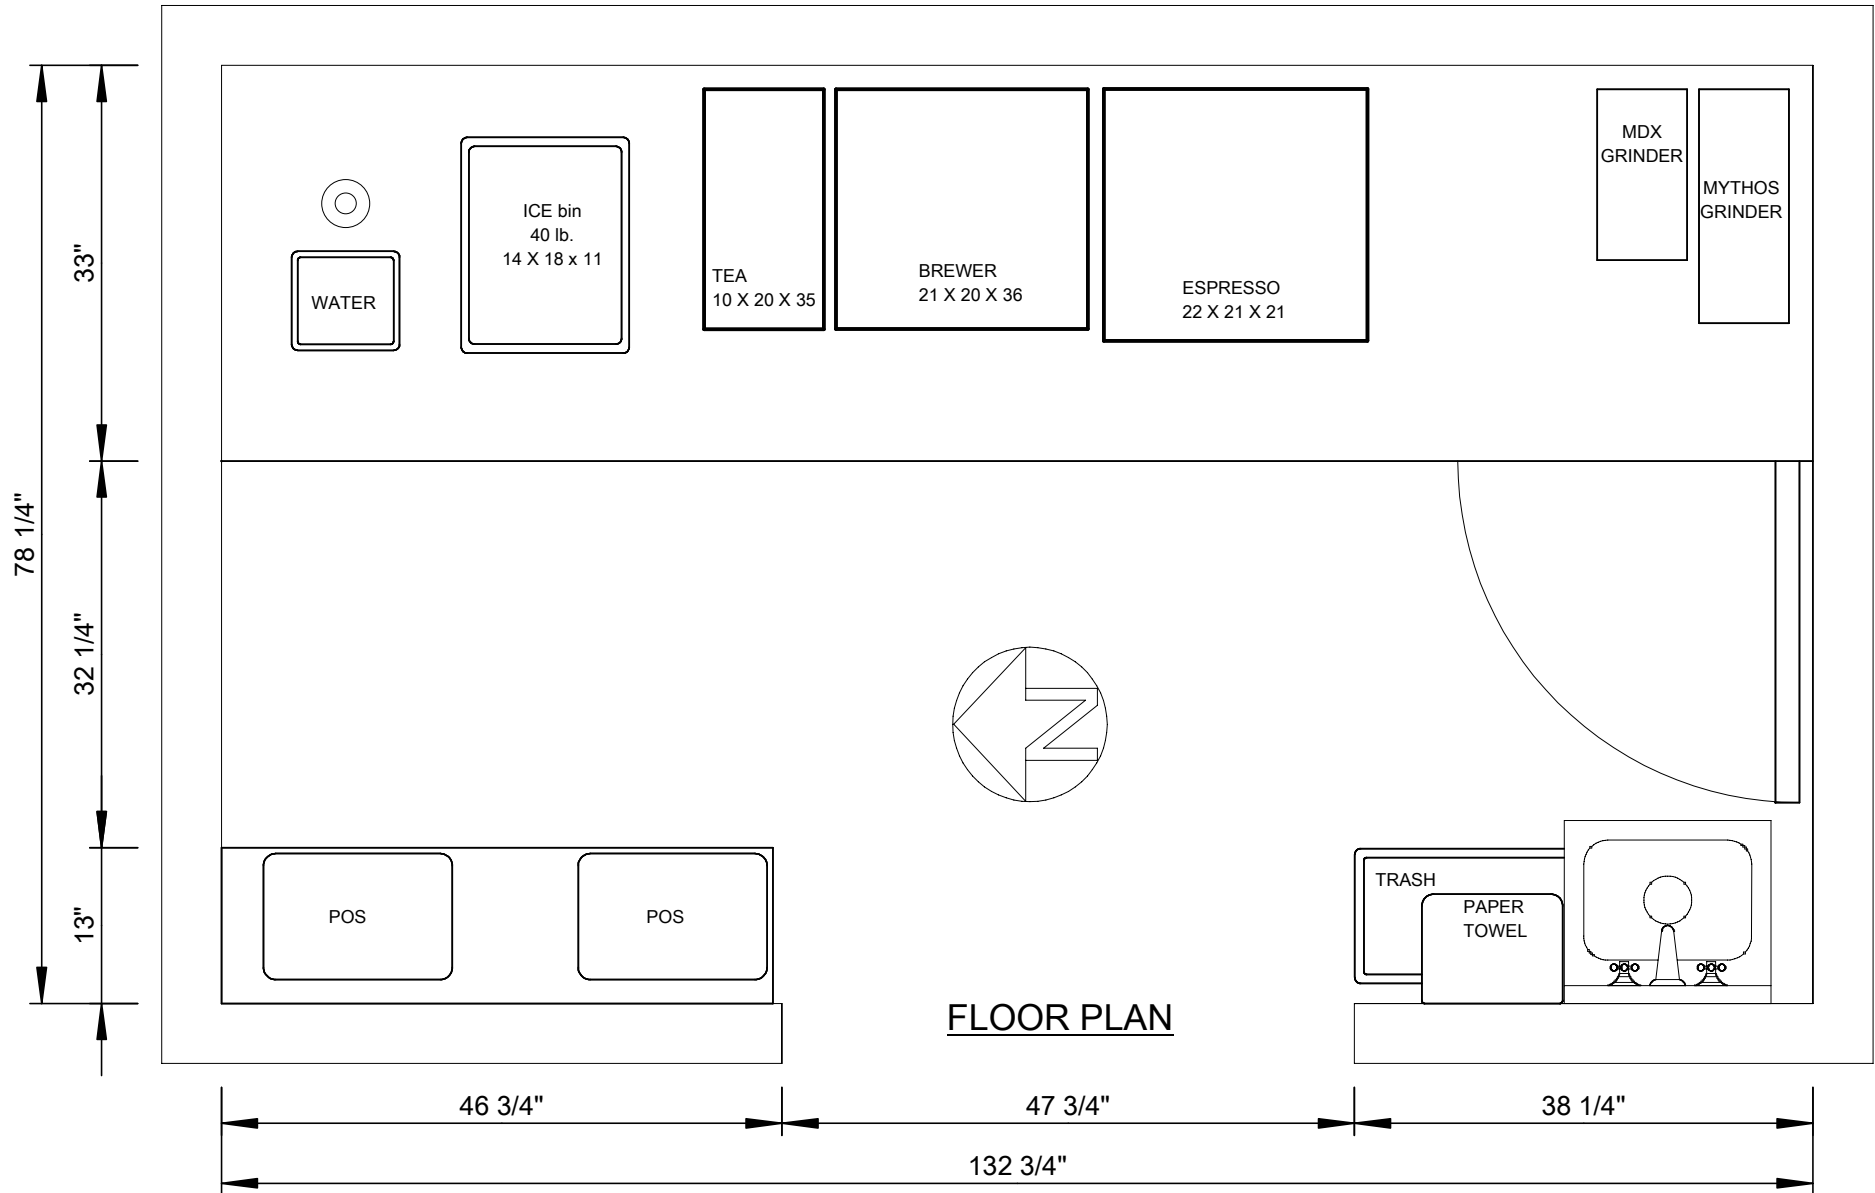 MDX
GRINDER
MYTHOS
GRINDER
ICE bin
40 lb.
14 X 18 x 11
WATER
TEA
10 X 20 X 35
BREWER
21 X 20 X 36
ESPRESSO
22 X 21 X 21
33"
78 1/4"
32 1/4"
13"
N
POS
POS
TRASH
PAPER
TOWEL
FLOOR PLAN
46 3/4"
47 3/4"
38 1/4"
132 3/4"